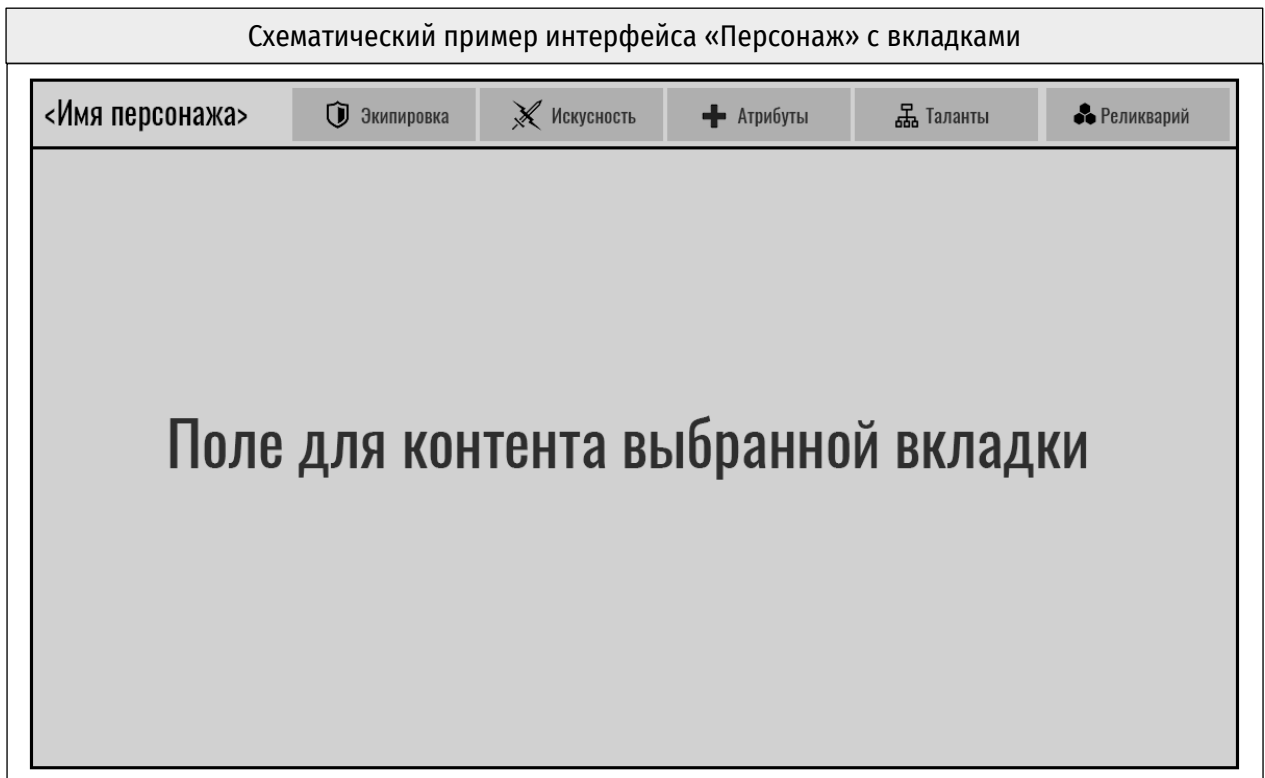 Схематический пример интерфейса «Персонаж» с вкладками
<Имя персонажа> Экипировка Искусность Атрибуты Таланты Реликварий
Поле для контента выбранной вкладки